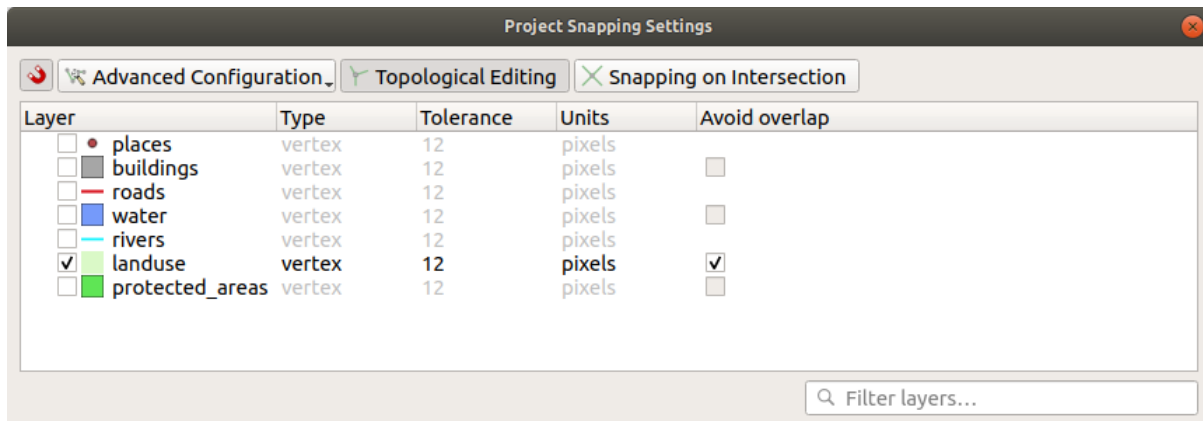 Project Snapping Settings
Advanced Configuration Topological Editing Snapping on Intersection
Layer Type Tolerance Units Avoid overlap
places vertex 12 pixels
buildings vertex 12 pixels
roads vertex 12 pixels
water vertex 12 pixels
rivers vertex 12 pixels
landuse vertex 12 pixels
protected_areas vertex 12 pixels
Filter layers...